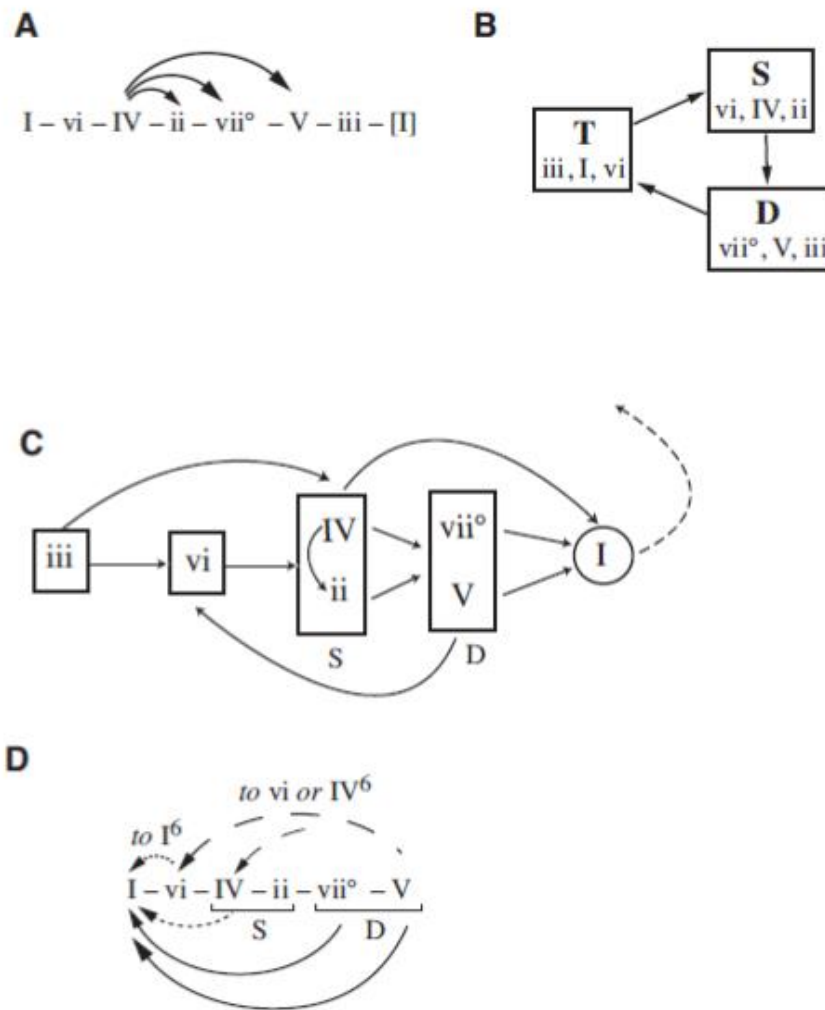 A
I – vi – IV – ii – vii° – V – iii – [I]
B
T
iii, I, vi
S
vi, IV, ii
D
vii°, V, iii
C
iii
vi
IV
ii
S
vii°
V
D
I
D
to vi or IV⁶
to I⁶
I – vi – IV – ii – vii° – V
S D